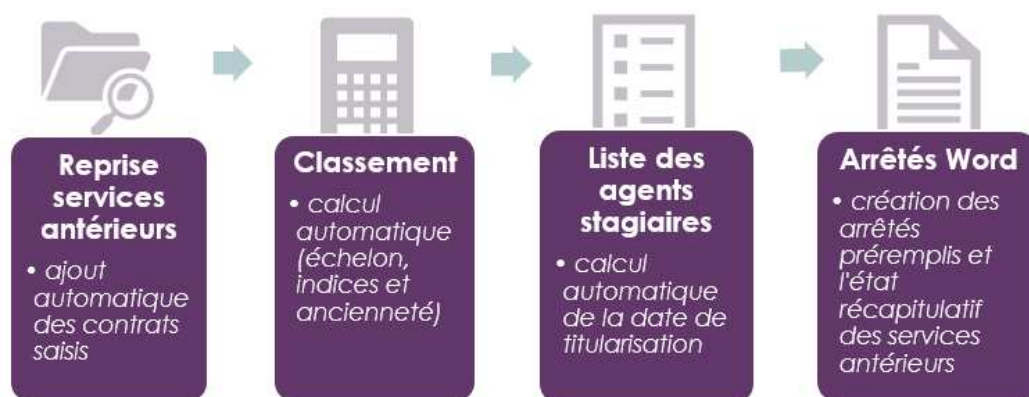 Reprise
services
antérieurs
• ajout
automatique
des contrats
saisis
Classement
• calcul
automatique
(échelon,
indices et
ancienneté)
Liste des
agents
stagiaires
• calcul
automatique
de la date de
titularisation
Arrêtés Word
• création des
arrêtés
préremplis et
l'état
récapitulatif
des services
antérieurs